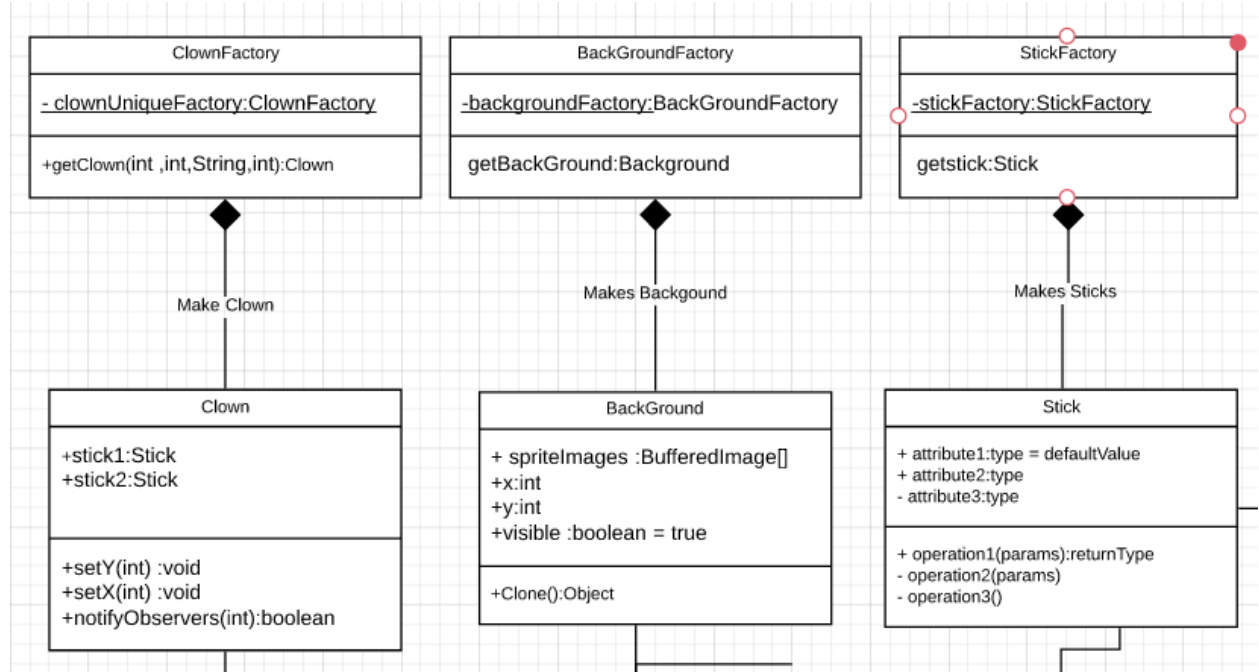 ClownFactory
- clownUniqueFactory:ClownFactory
+getClown(int ,int,String,int):Clown
BackGroundFactory
-backgroundFactory:BackGroundFactory
getBackGround:Background
StickFactory
-stickFactory:StickFactory
getstick:Stick
Make Clown
Makes Backgound
Makes Sticks
Clown
+stick1:Stick
+stick2:Stick
+setY(int) :void
+setX(int) :void
+notifyObservers(int):boolean
BackGround
+ spriteImages :BufferedImage[]
+x:int
+y:int
+visible :boolean = true
+Clone():Object
Stick
+ attribute1:type = defaultValue
+ attribute2:type
- attribute3:type
+ operation1(params):returnType
- operation2(params)
- operation3()